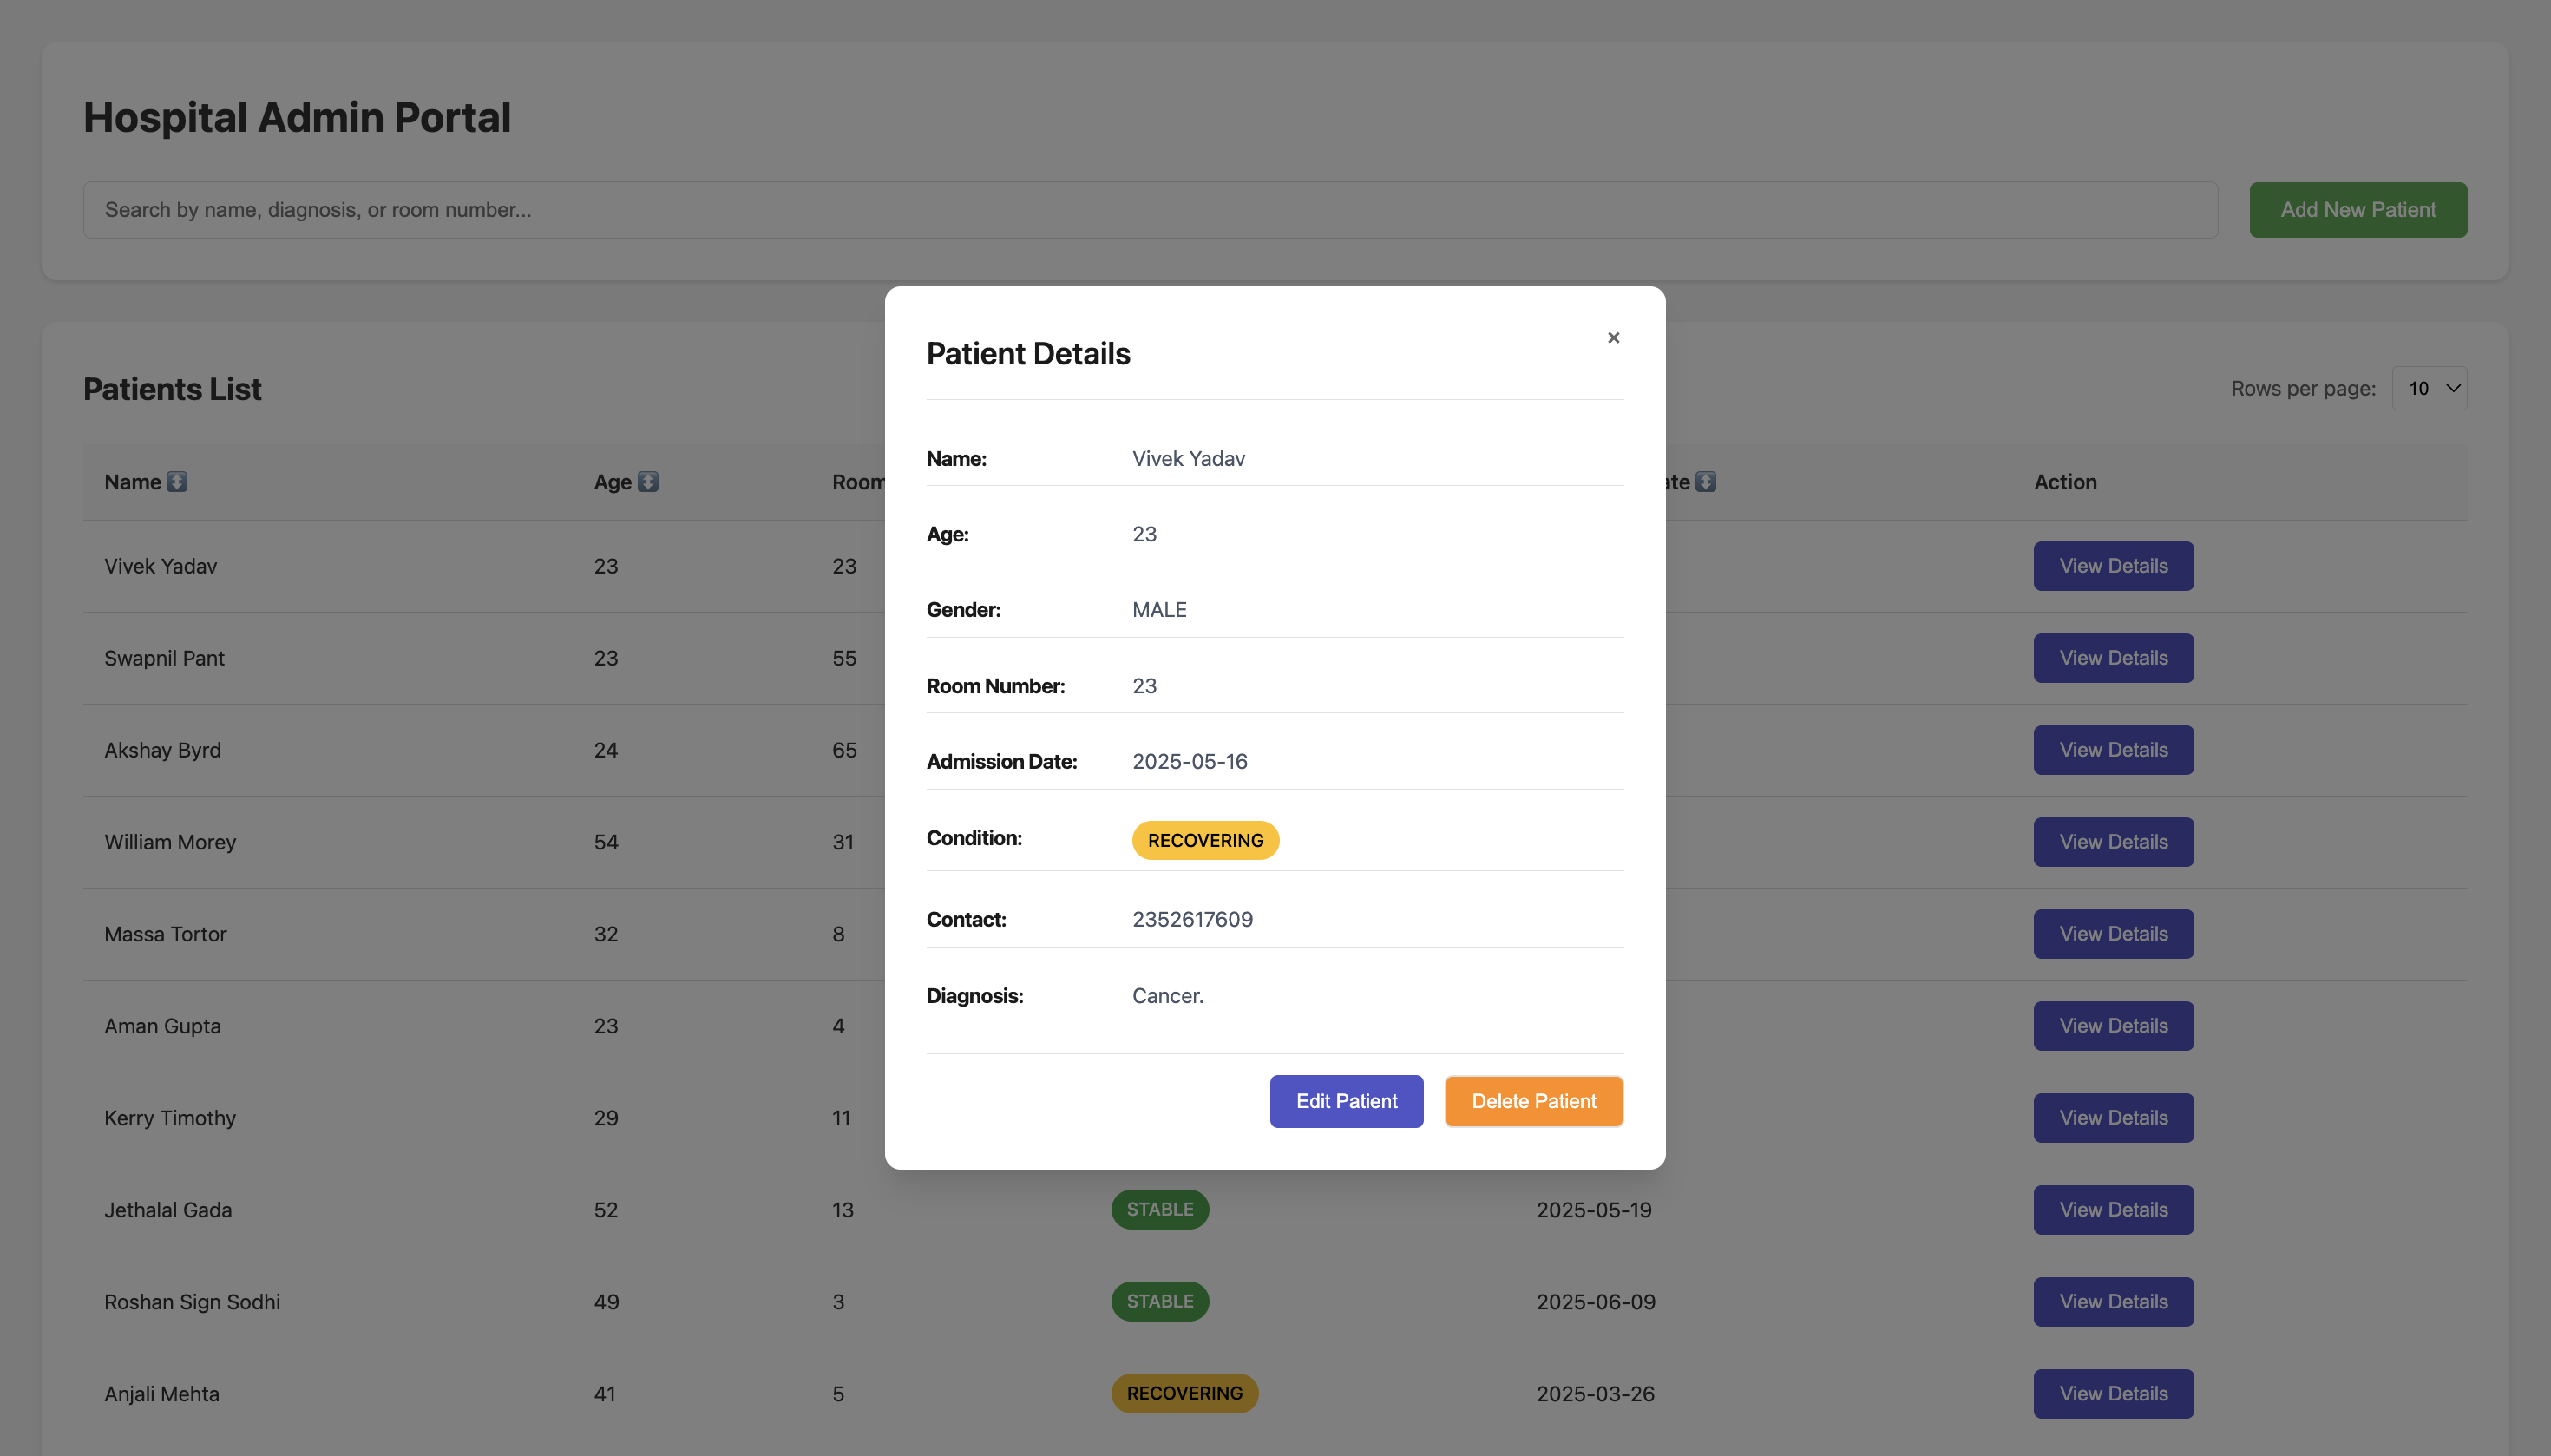 Hospital Admin Portal
Search by name, diagnosis, or room number...
Add New Patient
Patients List
Rows per page: 10
Name Age Room ate Action
Vivek Yadav 23 23 View Details
Swapnil Pant 23 55 View Details
Akshay Byrd 24 65 View Details
William Morey 54 31 View Details
Massa Tortor 32 8 View Details
Aman Gupta 23 4 View Details
Kerry Timothy 29 11 View Details
Jethalal Gada 52 13 STABLE 2025-05-19 View Details
Roshan Sign Sodhi 49 3 STABLE 2025-06-09 View Details
Anjali Mehta 41 5 RECOVERING 2025-03-26 View Details
Patient Details
×
Name: Vivek Yadav
Age: 23
Gender: MALE
Room Number: 23
Admission Date: 2025-05-16
Condition: RECOVERING
Contact: 2352617609
Diagnosis: Cancer.
Edit Patient
Delete Patient